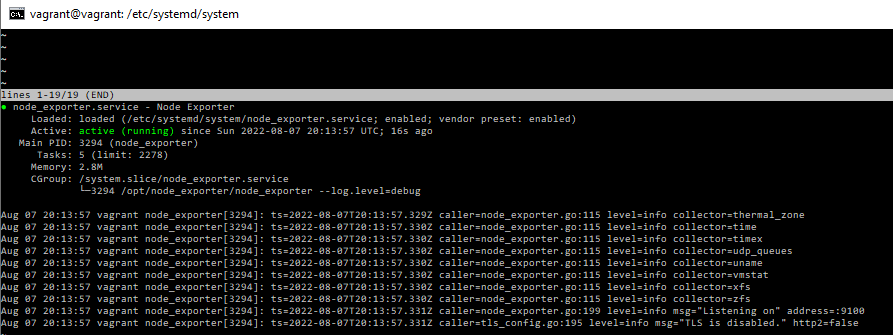 C:\.
vagrant@vagrant: /etc/systemd/system
~
~
~
~
~
lines 1-19/19 (END)
● node_exporter.service - Node Exporter
Loaded: loaded (/etc/systemd/system/node_exporter.service; enabled; vendor preset: enabled)
Active: active (running) since Sun 2022-08-07 20:13:57 UTC; 16s ago
Main PID: 3294 (node_exporter)
Tasks: 5 (limit: 2278)
Memory: 2.8M
CGroup: /system.slice/node_exporter.service
└─3294 /opt/node_exporter/node_exporter --log.level=debug
Aug 07 20:13:57 vagrant node_exporter[3294]: ts=2022-08-07T20:13:57.329Z caller=node_exporter.go:115 level=info collector=thermal_zone
Aug 07 20:13:57 vagrant node_exporter[3294]: ts=2022-08-07T20:13:57.330Z caller=node_exporter.go:115 level=info collector=time
Aug 07 20:13:57 vagrant node_exporter[3294]: ts=2022-08-07T20:13:57.330Z caller=node_exporter.go:115 level=info collector=timex
Aug 07 20:13:57 vagrant node_exporter[3294]: ts=2022-08-07T20:13:57.330Z caller=node_exporter.go:115 level=info collector=udp_queues
Aug 07 20:13:57 vagrant node_exporter[3294]: ts=2022-08-07T20:13:57.330Z caller=node_exporter.go:115 level=info collector=uname
Aug 07 20:13:57 vagrant node_exporter[3294]: ts=2022-08-07T20:13:57.330Z caller=node_exporter.go:115 level=info collector=vmstat
Aug 07 20:13:57 vagrant node_exporter[3294]: ts=2022-08-07T20:13:57.330Z caller=node_exporter.go:115 level=info collector=xfs
Aug 07 20:13:57 vagrant node_exporter[3294]: ts=2022-08-07T20:13:57.330Z caller=node_exporter.go:115 level=info collector=zfs
Aug 07 20:13:57 vagrant node_exporter[3294]: ts=2022-08-07T20:13:57.331Z caller=node_exporter.go:199 level=info msg="Listening on" address=:9100
Aug 07 20:13:57 vagrant node_exporter[3294]: ts=2022-08-07T20:13:57.331Z caller=tls_config.go:195 level=info msg="TLS is disabled." http2=false